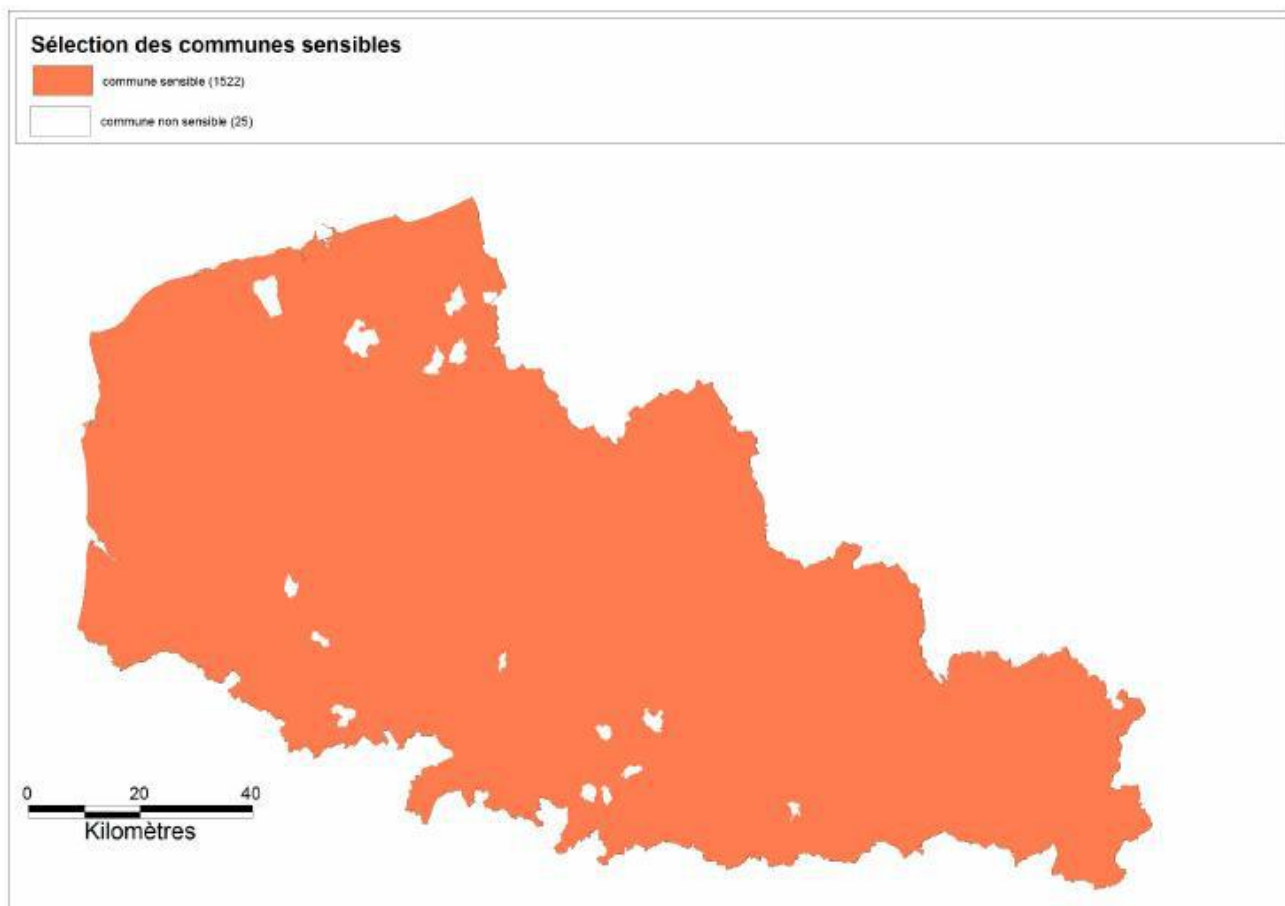 Sélection des communes sensibles
commune sensible (1522)
commune non sensible (25)
0 20 40
Kilomètres